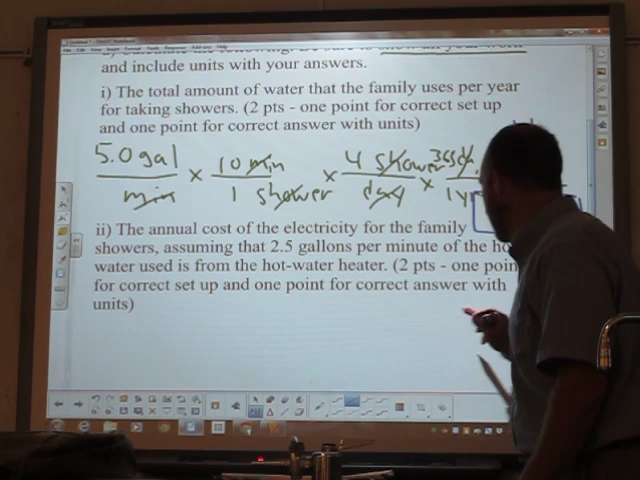 and include units with your answers.
i) The total amount of water that the family uses per year
for taking showers. (2 pts - one point for correct set up
and one point for correct answer with units)
5.0 gal / min × 10 min / 1 shower × 4 shower / day × 365 d. / 1 yr
ii) The annual cost of the electricity for the family
showers, assuming that 2.5 gallons per minute of the
water used is from the hot-water heater. (2 pts - one
for correct set up and one point for correct answer with
units)